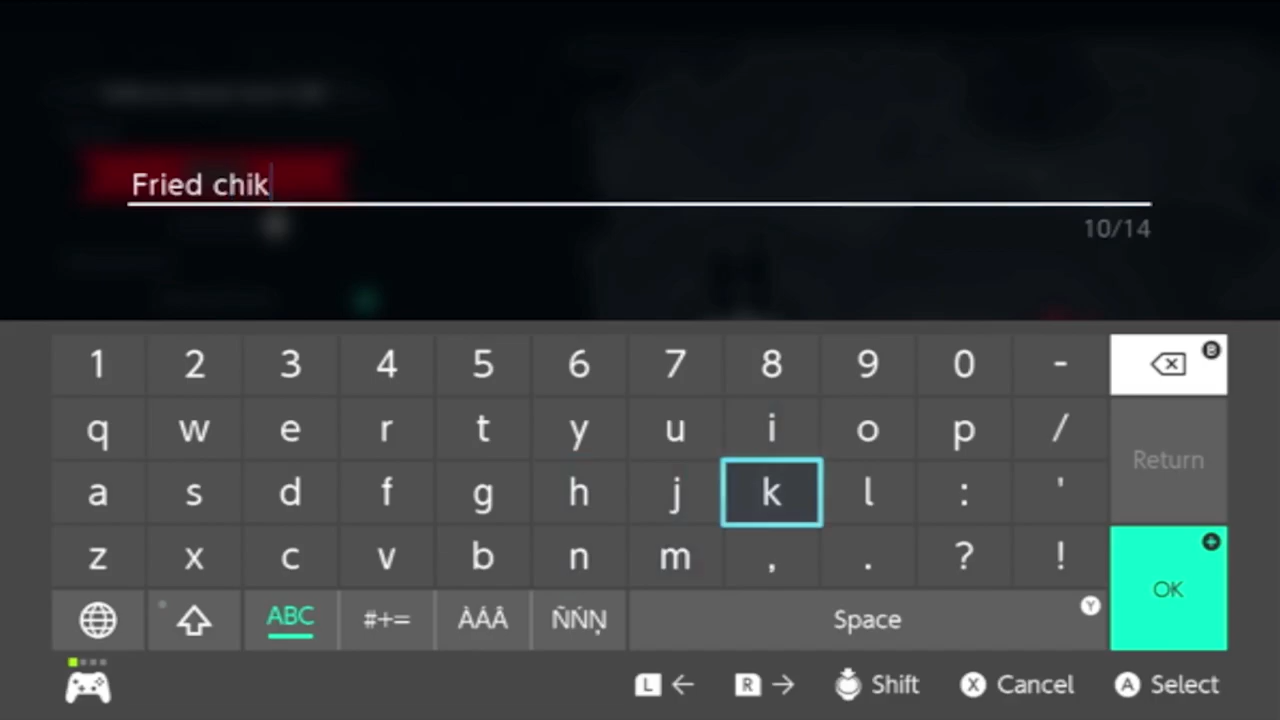 Fried chik
10/14
1 2 3 4 5 6 7 8 9 0 -
q w e r t y u i o p /
Return
a s d f g h j k l : '
z x c v b n m , . ? !
OK
ABC #+= ÀÁÂ ÑŃṆ Space Y
L ← R → Shift X Cancel A Select